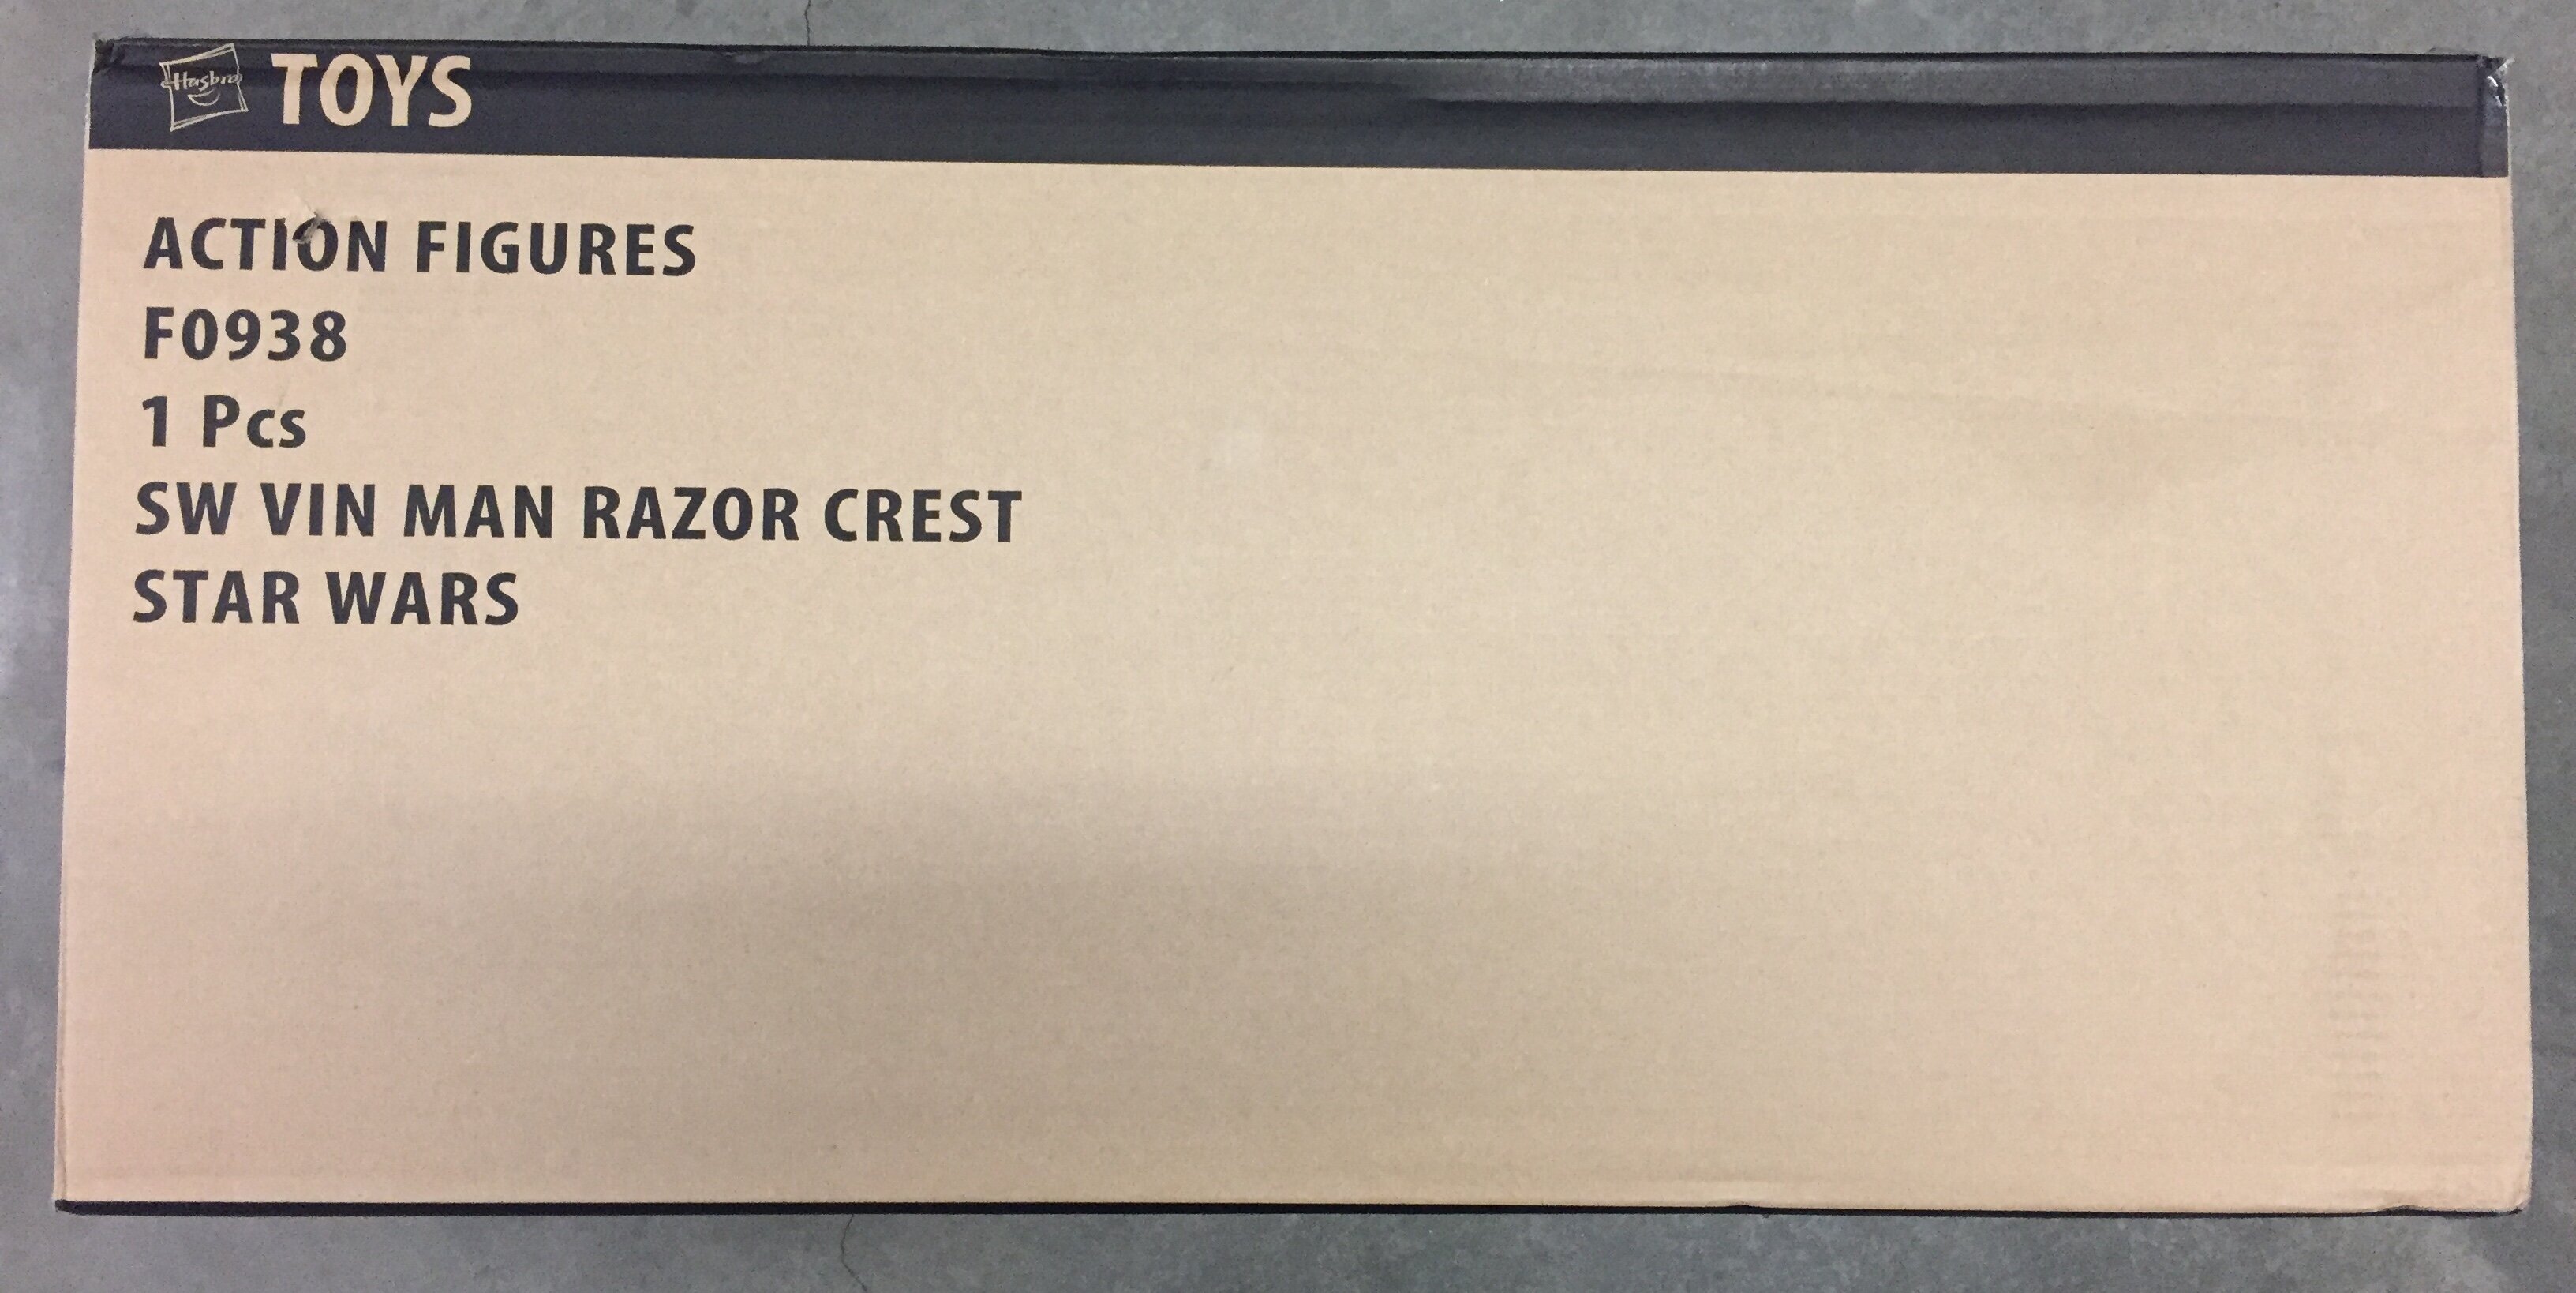 Hasbro TOYS
ACTION FIGURES
F0938
1 Pcs
SW VIN MAN RAZOR CREST
STAR WARS